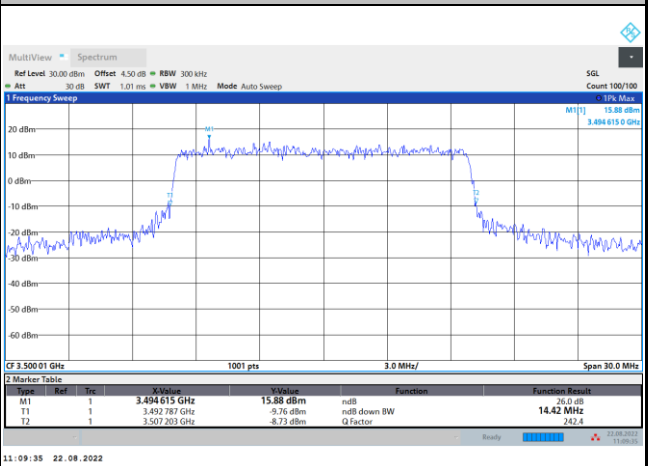 MultiView Spectrum
Ref Level 30.00 dBm Offset 4.50 dB RBW 300 kHz SGL
Att 30 dB SWT 1.01 ms VBW 1 MHz Mode Auto Sweep Count 100/100
1 Frequency Sweep 1Pk Max
M1[1] 15.88 dBm
3.494 615 0 GHz
M1
20 dBm
10 dBm
0 dBm
T1
T2
-10 dBm
-20 dBm
-30 dBm
-40 dBm
-50 dBm
-60 dBm
CF 3.500 01 GHz 1001 pts 3.0 MHz/ Span 30.0 MHz
2 Marker Table
Type Ref Trc X-Value Y-Value Function Function Result
M1 1 3.494 615 GHz 15.88 dBm ndB 26.0 dB
T1 1 3.492 787 GHz -9.76 dBm ndB down BW 14.42 MHz
T2 1 3.507 203 GHz -8.73 dBm Q Factor 242.4
Ready 22.08.2022
11:09:35
11:09:35 22.08.2022